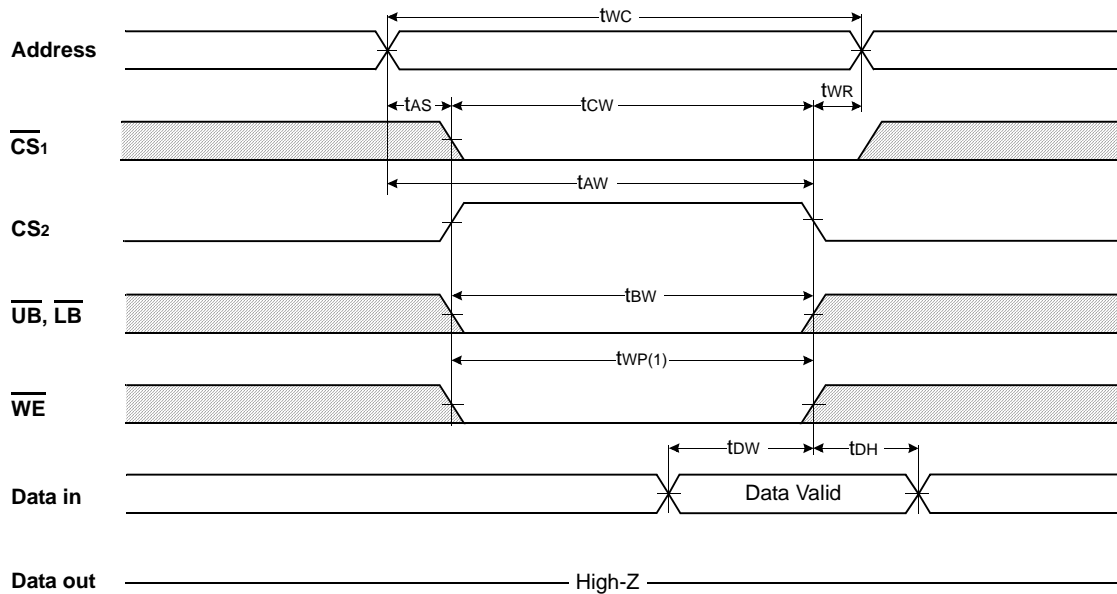 tWC
Address
tWR
tAS
tCW
CS1
tAW
CS2
tBW
UB, LB
tWP(1)
WE
tDW
tDH
Data in
Data Valid
Data out
High-Z